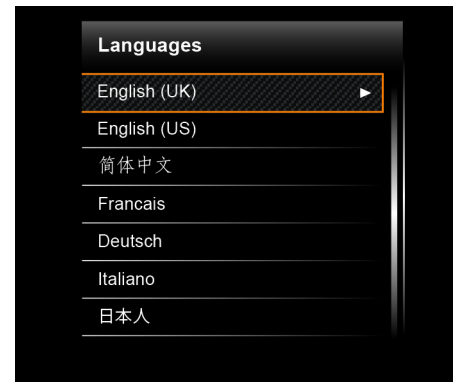 Languages
English (UK)
English (US)
简体中文
Francais
Deutsch
Italiano
日本人